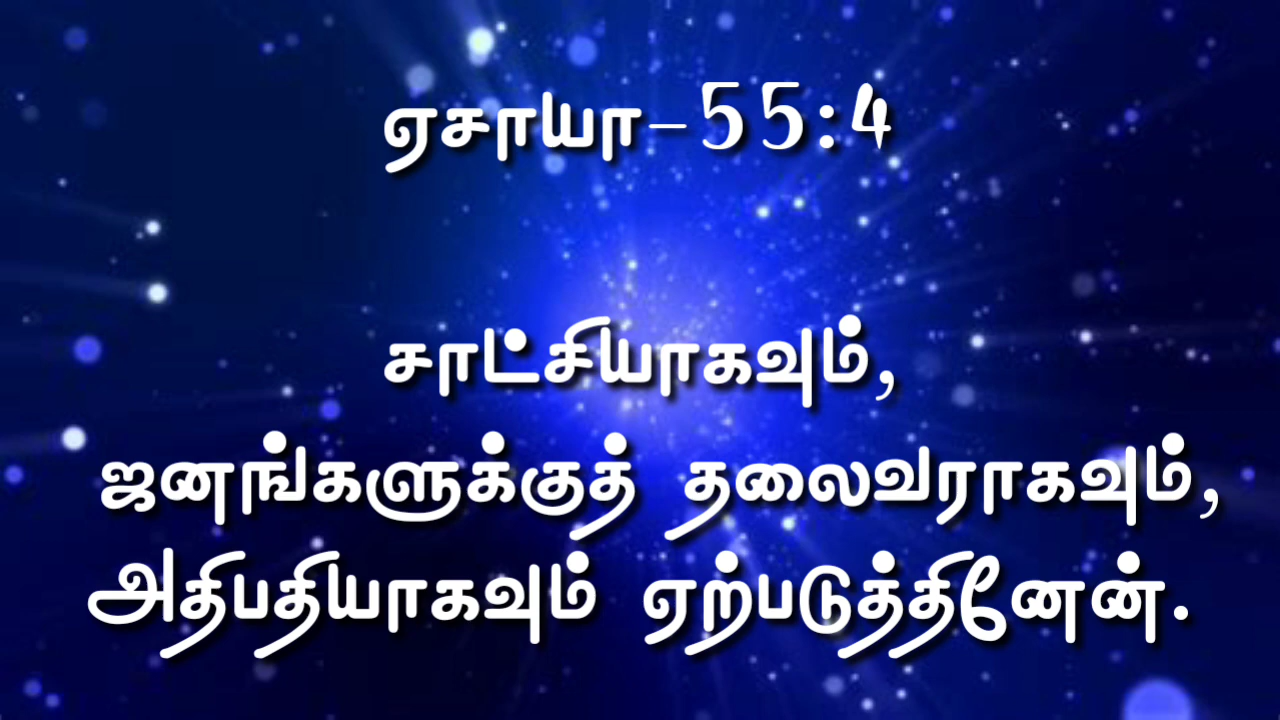 ஏசாயா-55:4
சாட்சியாகவும்,
ஜனங்களுக்குத் தலைவராகவும்,
அதிபதியாகவும் ஏற்படுத்தினேன்.